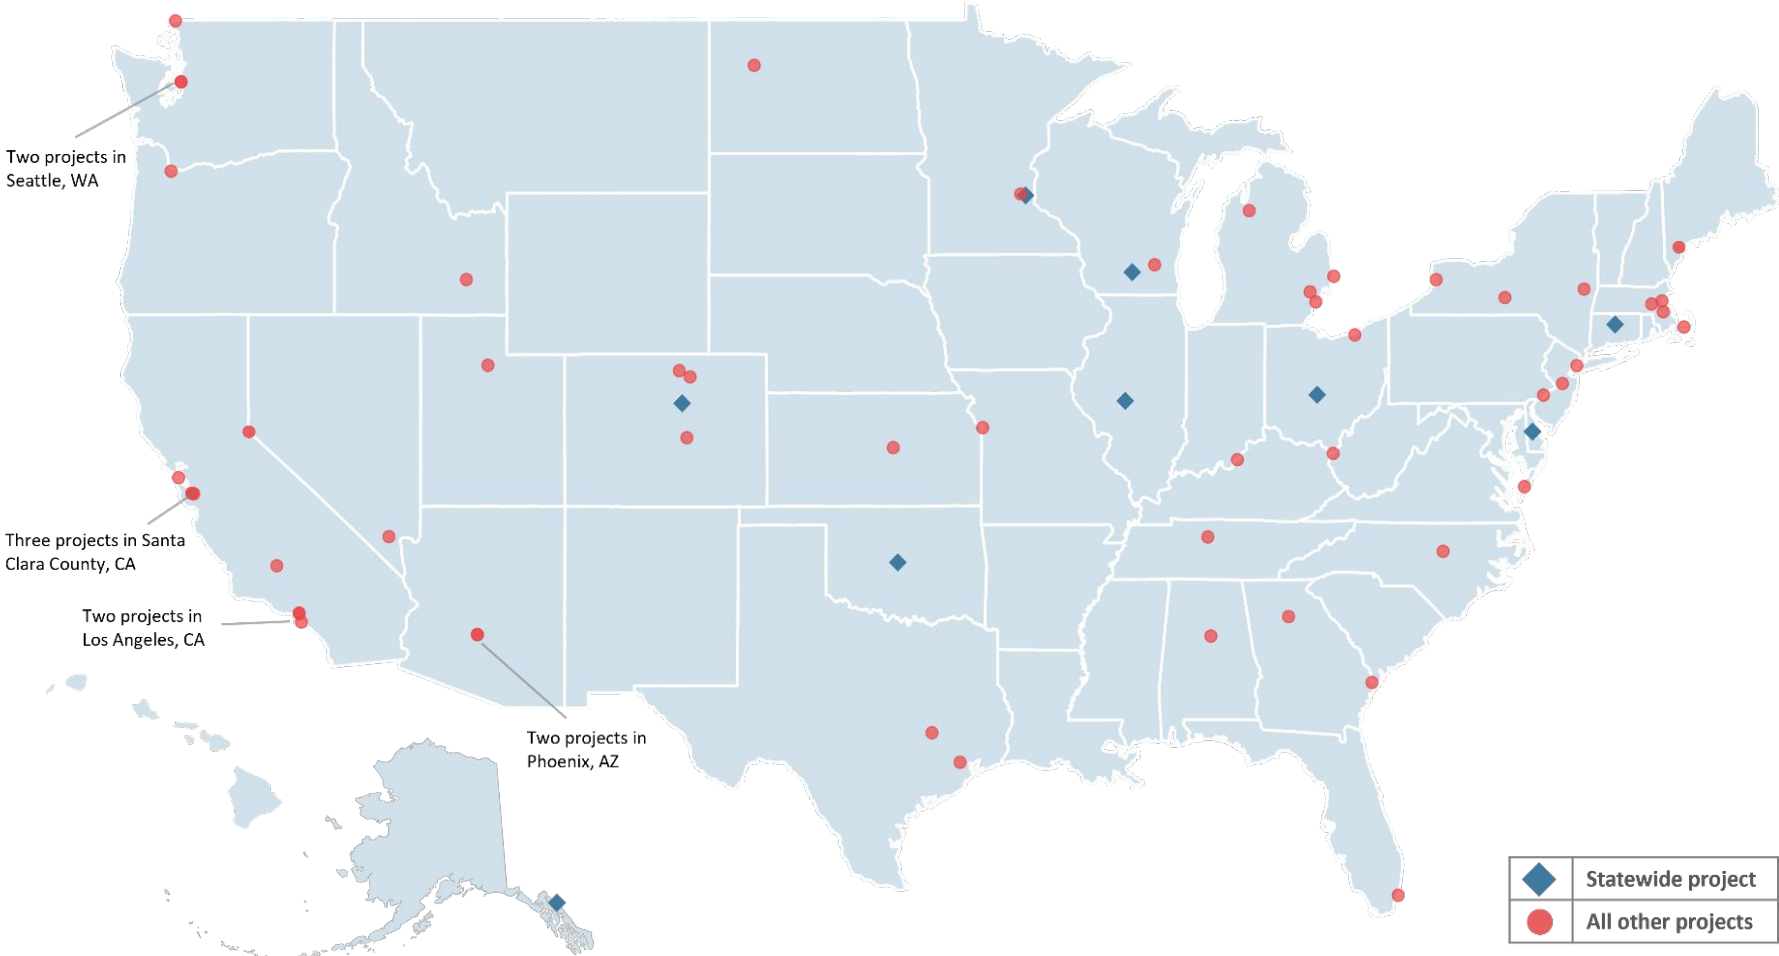 Two projects in
Seattle, WA
Three projects in Santa
Clara County, CA
Two projects in
Los Angeles, CA
Two projects in
Phoenix, AZ
Statewide project
All other projects